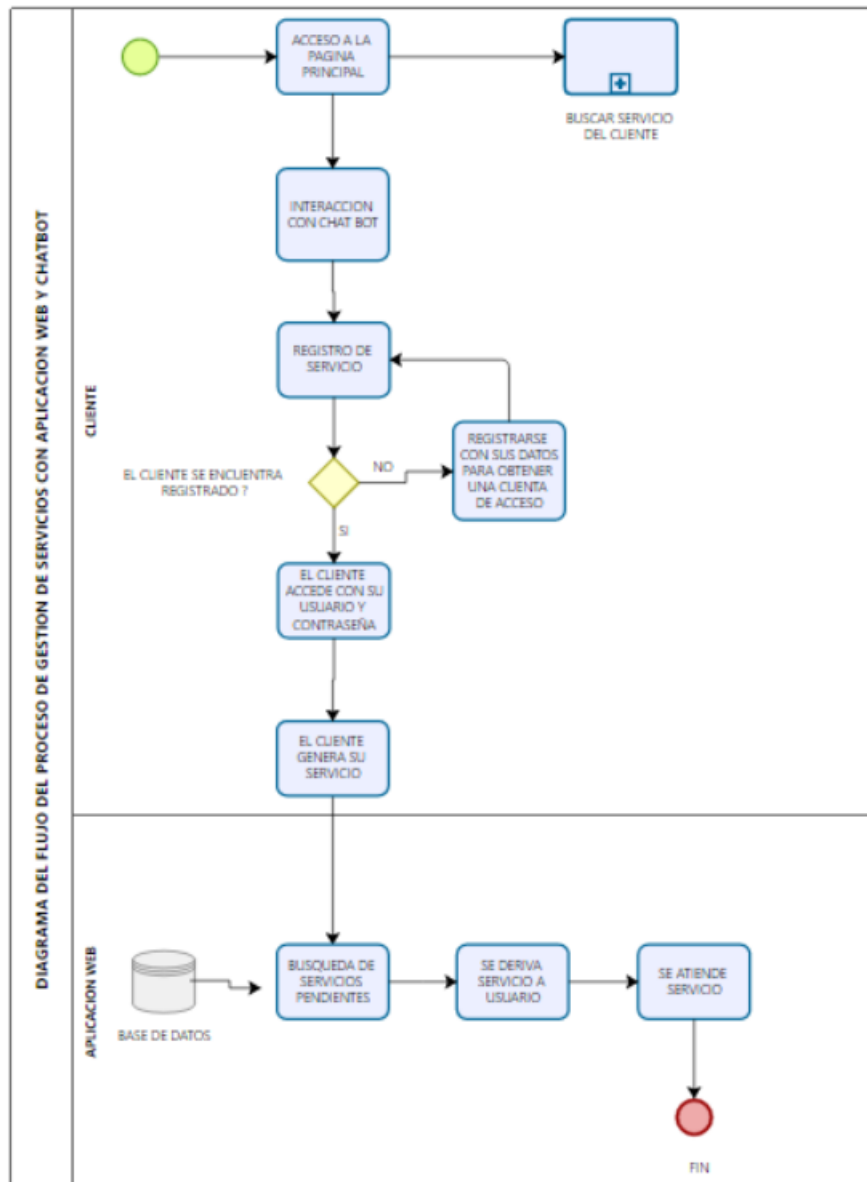 DIAGRAMA DEL FLUJO DEL PROCESO DE GESTION DE SERVICIOS CON APLICACION WEB Y CHATBOT
CLIENTE
ACCESO A LA
PAGINA
PRINCIPAL
BUSCAR SERVICIO
DEL CLIENTE
INTERACCION
CON CHAT BOT
REGISTRO DE
SERVICIO
EL CLIENTE SE ENCUENTRA
REGISTRADO ?
NO
REGISTRARSE
CON SUS DATOS
PARA OBTENER
UNA CUENTA
DE ACCESO
SI
EL CLIENTE
ACCEDE CON SU
USUARIO Y
CONTRASEÑA
EL CLIENTE
GENERA SU
SERVICIO
APLICACION WEB
BASE DE DATOS
BUSQUEDA DE
SERVICIOS
PENDIENTES
SE DERIVA
SERVICIO A
USUARIO
SE ATIENDE
SERVICIO
FIN